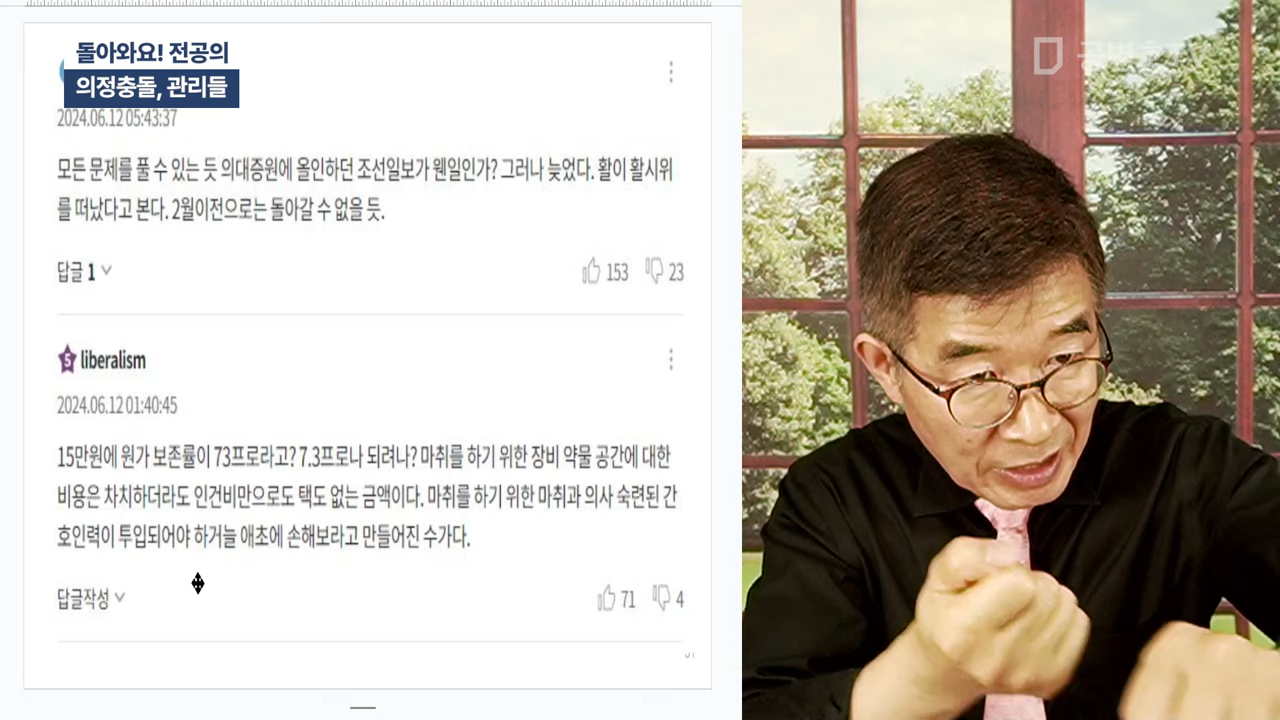 돌아와요! 전공의
의정충돌, 관리들
2024.06.12 05:43:37
모든 문제를 풀 수 있는 듯 의대증원에 올인하던 조선일보가 웬일인가? 그러나 늦었다. 활이 활시위
를 떠났다고 본다. 2월이전으로는 돌아갈 수 없을 듯.
답글 1
153 23
5 liberalism
2024.06.12 01:40:45
15만원에 원가 보존률이 73프로라고? 7.3프로나 되려나? 마취를 하기 위한 장비 약물 공간에 대한
비용은 차치하더라도 인건비만으로도 택도 없는 금액이다. 마취를 하기 위한 마취과 의사 숙련된 간
호인력이 투입되어야 하거늘 애초에 손해보라고 만들어진 수가다.
답글작성
71 4